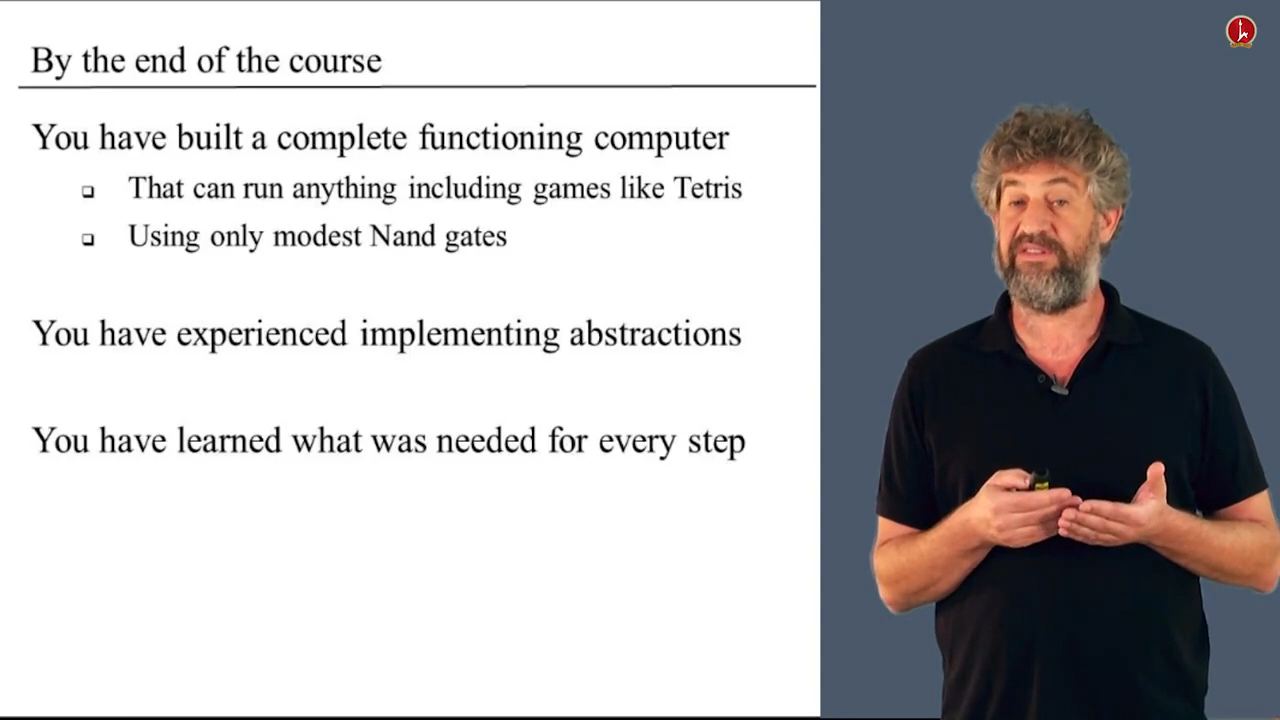 By the end of the course
You have built a complete functioning computer
That can run anything including games like Tetris
Using only modest Nand gates
You have experienced implementing abstractions
You have learned what was needed for every step